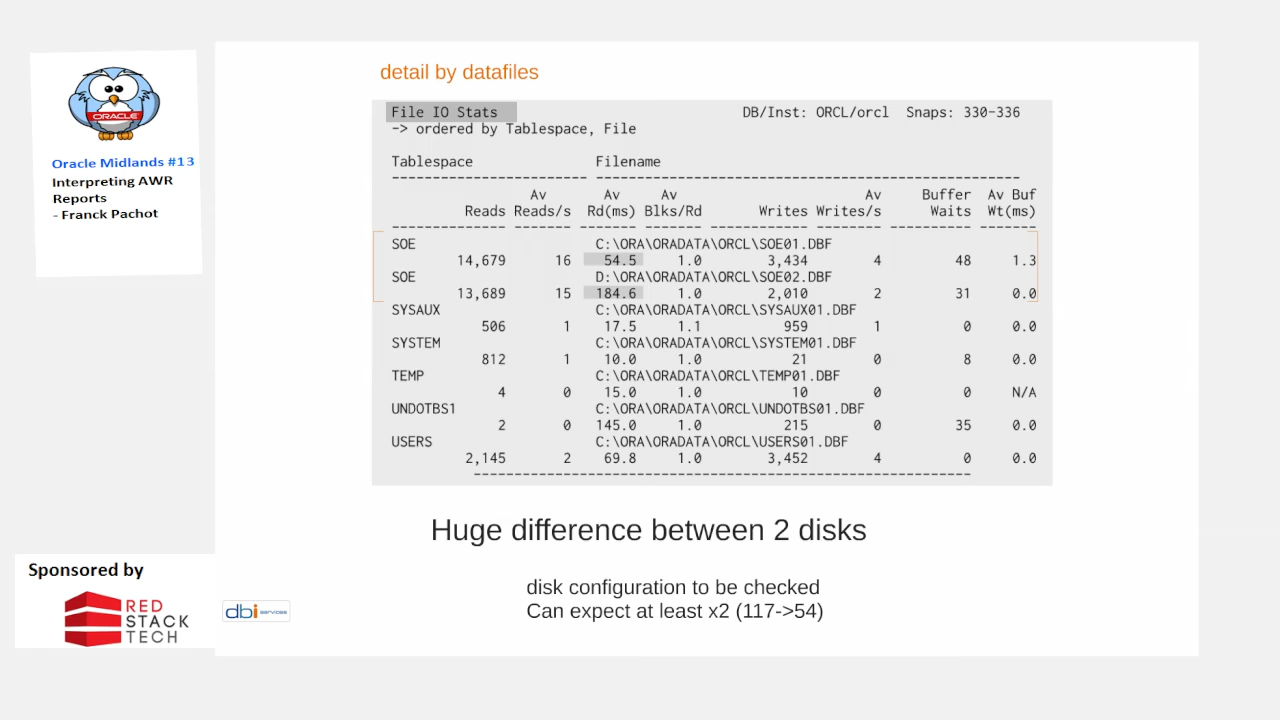 detail by datafiles
ORACLE
Oracle Midlands #13
Interpreting AWR
Reports
- Franck Pachot
File IO Stats DB/Inst: ORCL/orcl Snaps: 330-336
-> ordered by Tablespace, File
Tablespace Filename
------------------------ ----------------------------------------------------
Av Av Av Av Buffer Av Buf
Reads Reads/s Rd(ms) Blks/Rd Writes Writes/s Waits Wt(ms)
-------------- ------- ------- ------- ------------ -------- ---------- -------
SOE C:\ORA\ORADATA\ORCL\SOE01.DBF
14,679 16 54.5 1.0 3,434 4 48 1.3
SOE D:\ORA\ORADATA\ORCL\SOE02.DBF
13,689 15 184.6 1.0 2,010 2 31 0.0
SYSAUX C:\ORA\ORADATA\ORCL\SYSAUX01.DBF
506 1 17.5 1.1 959 1 0 0.0
SYSTEM C:\ORA\ORADATA\ORCL\SYSTEM01.DBF
812 1 10.0 1.0 21 0 8 0.0
TEMP C:\ORA\ORADATA\ORCL\TEMP01.DBF
4 0 15.0 1.0 10 0 0 N/A
UNDOTBS1 C:\ORA\ORADATA\ORCL\UNDOTBS01.DBF
2 0 145.0 1.0 215 0 35 0.0
USERS C:\ORA\ORADATA\ORCL\USERS01.DBF
2,145 2 69.8 1.0 3,452 4 0 0.0
-------------------------------------------------------------
Huge difference between 2 disks
disk configuration to be checked
Can expect at least x2 (117->54)
Sponsored by
RED
STACK
TECH
dbi services